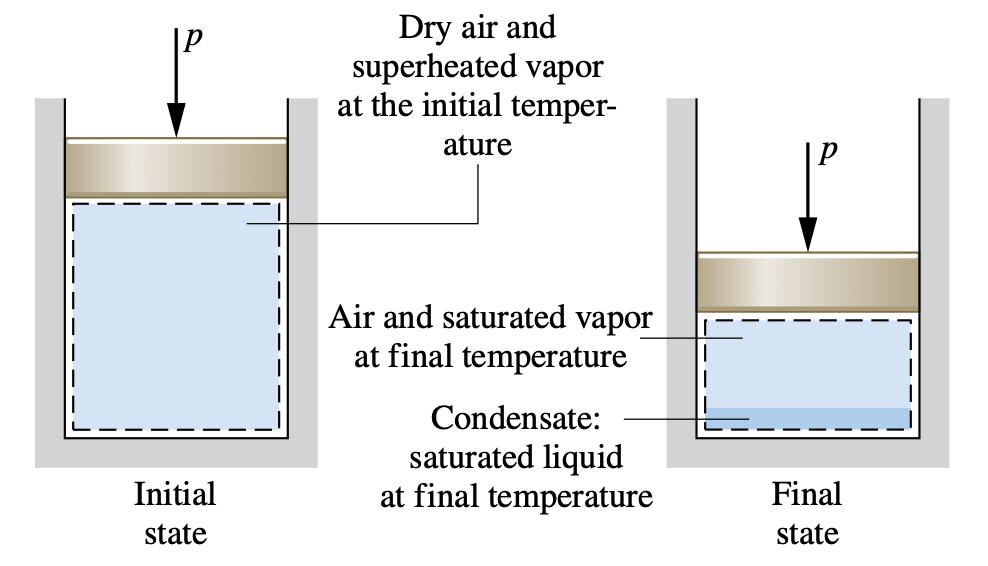 p
Dry air and
superheated vapor
at the initial temper-
ature
p
Air and saturated vapor
at final temperature
Condensate:
saturated liquid
at final temperature
Initial
state
Final
state